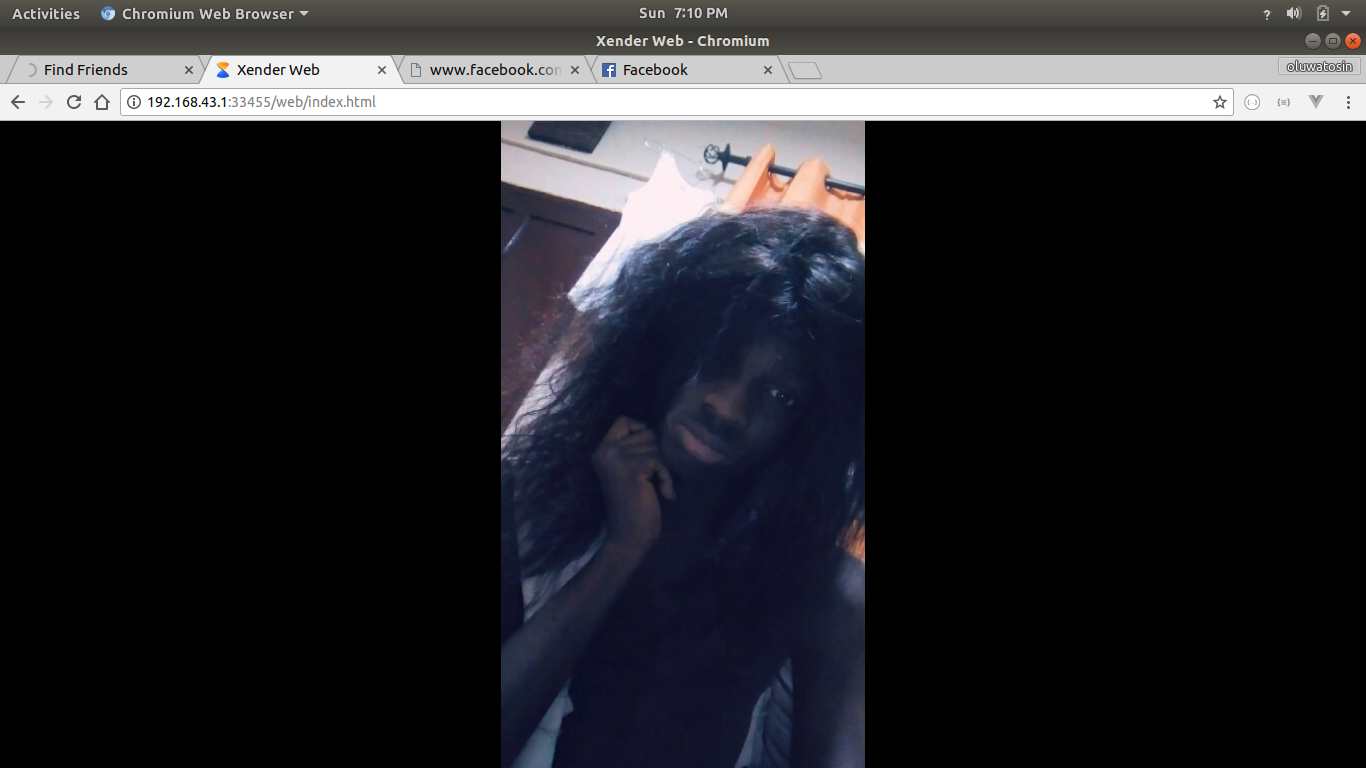 Activities Chromium Web Browser Sun 7:10 PM
Xender Web - Chromium
Find Friends Xender Web www.facebook.con Facebook oluwatosin
192.168.43.1:33455/web/index.html